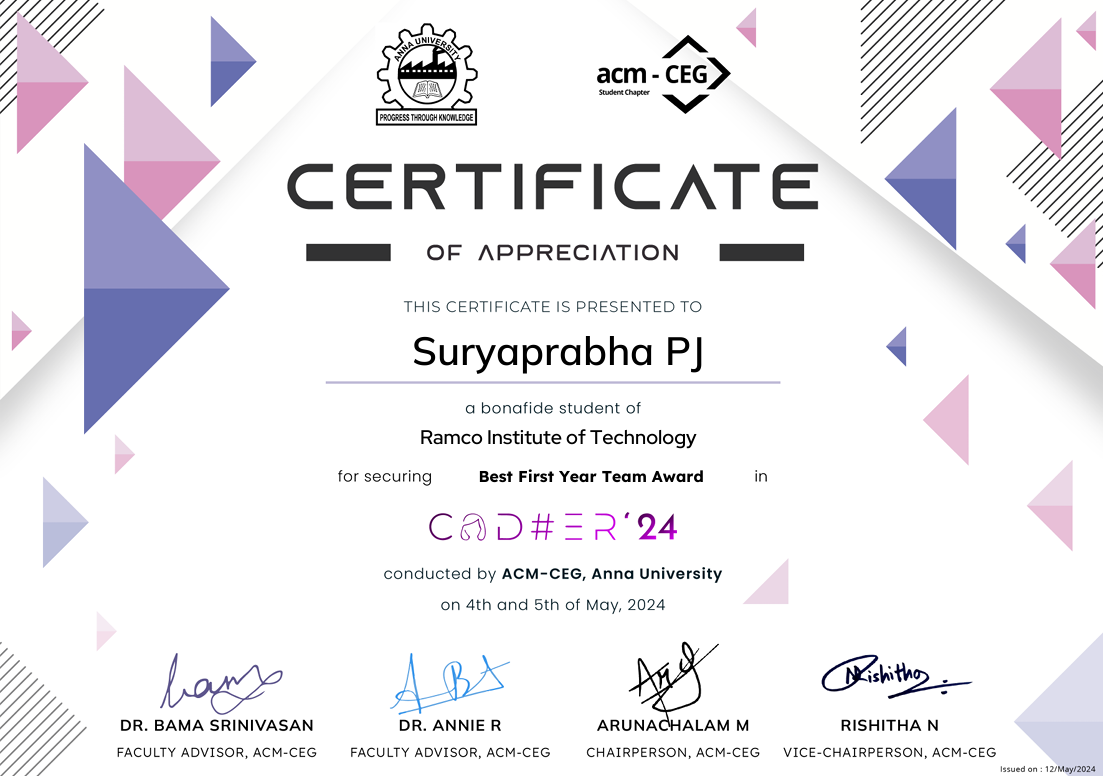 ANNA UNIVERSITY
PROGRESS THROUGH KNOWLEDGE
acm - CEG
Student Chapter
CERTIFICATE
OF APPRECIATION
THIS CERTIFICATE IS PRESENTED TO
Suryaprabha PJ
a bonafide student of
Ramco Institute of Technology
for securing Best First Year Team Award in
COD#ER'24
conducted by ACM-CEG, Anna University
on 4th and 5th of May, 2024
Rishitha
DR. BAMA SRINIVASAN DR. ANNIE R ARUNACHALAM M RISHITHA N
FACULTY ADVISOR, ACM-CEG FACULTY ADVISOR, ACM-CEG CHAIRPERSON, ACM-CEG VICE-CHAIRPERSON, ACM-CEG
Issued on : 12/May/2024